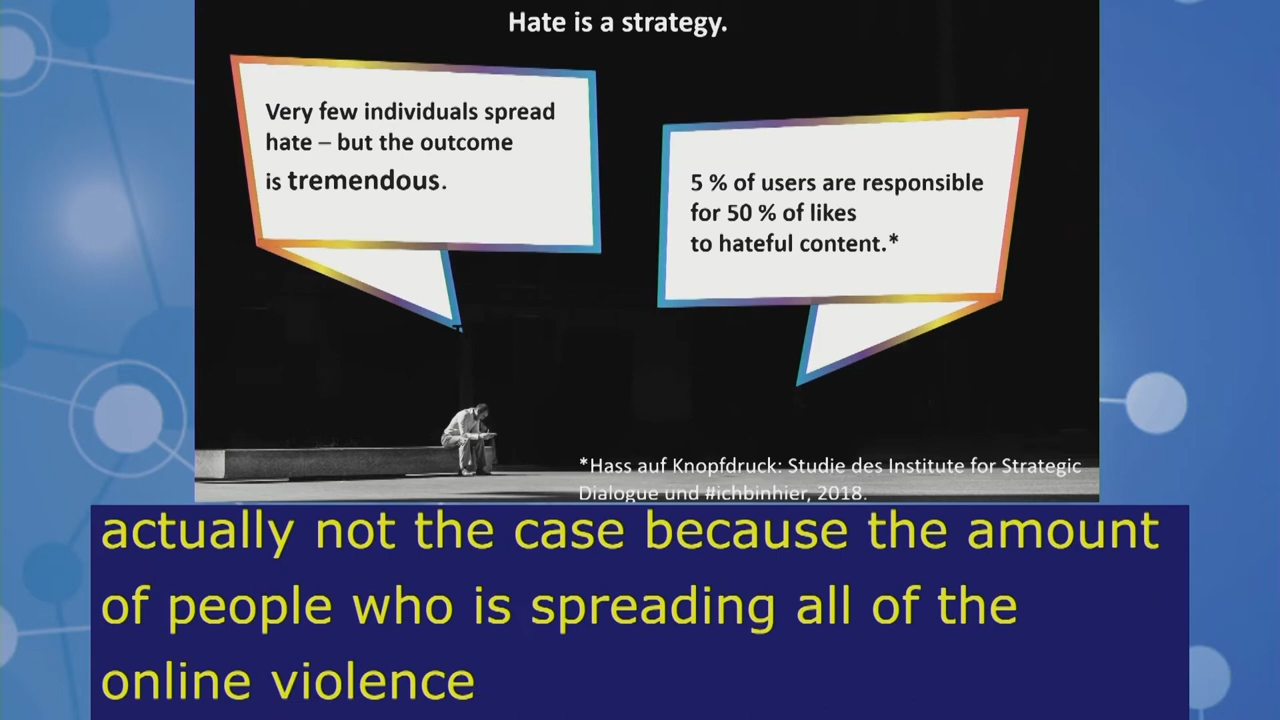 Hate is a strategy.
Very few individuals spread
hate – but the outcome
is tremendous.
5 % of users are responsible
for 50 % of likes
to hateful content.*
*Hass auf Knopfdruck: Studie des Institute for Strategic
Dialogue und #ichbinhier, 2018.
actually not the case because the amount
of people who is spreading all of the
online violence